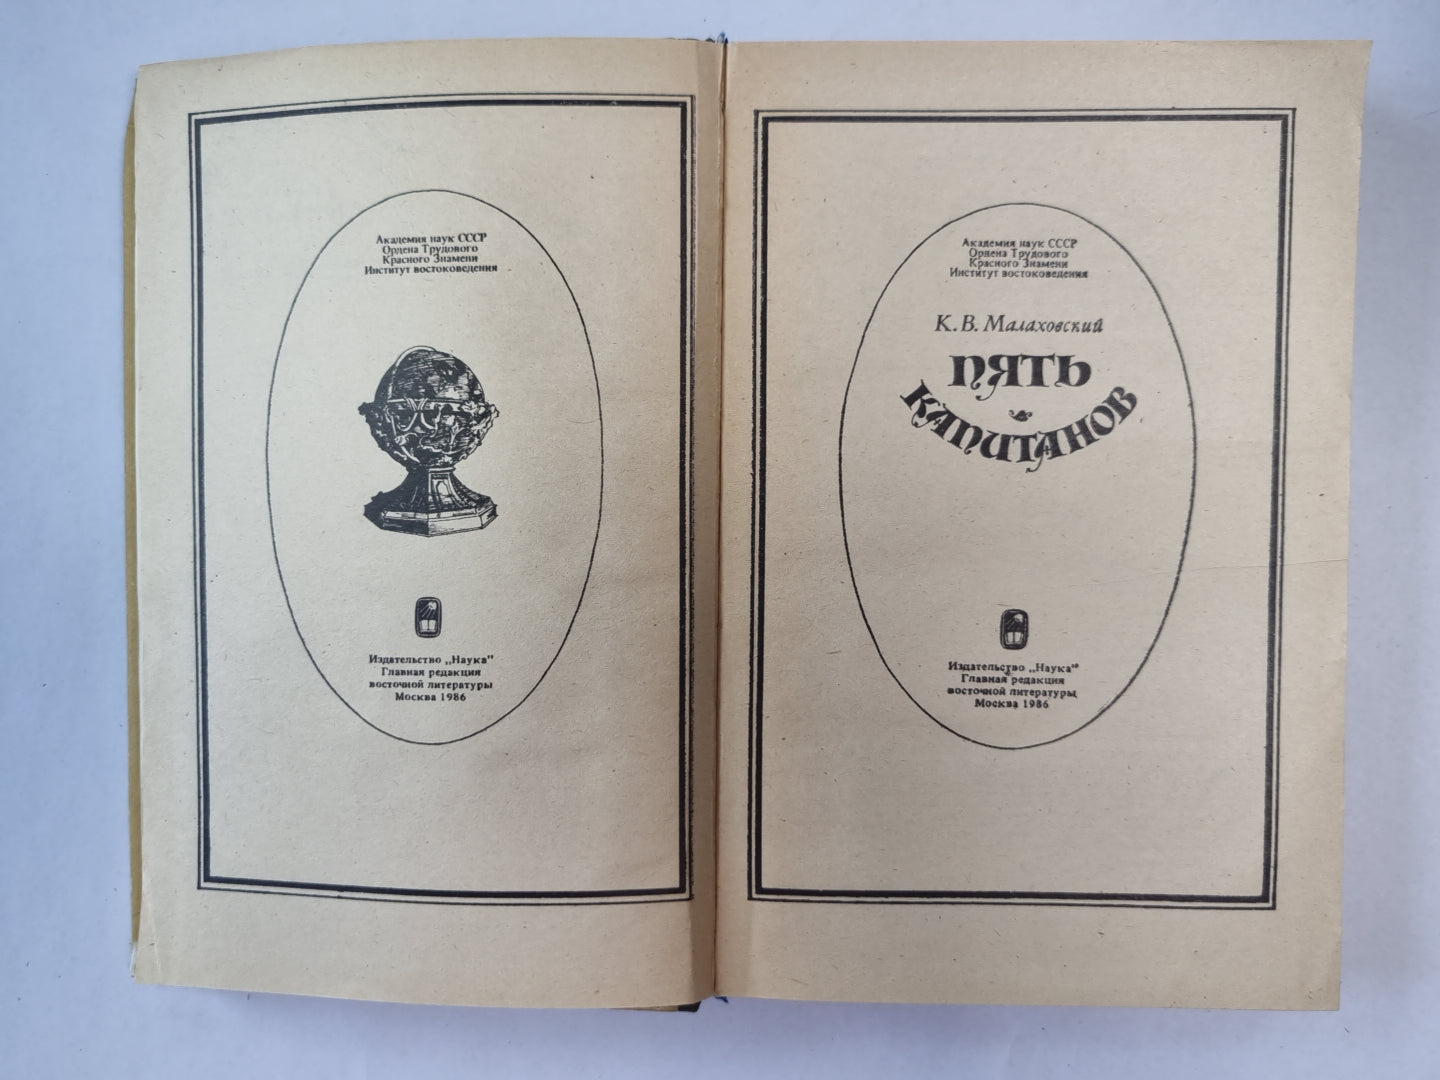 Академия наук СССР
Ордена Трудового
Красного Знамени
Институт востоковедения
Издательство „Наука"
Главная редакция
восточной литературы
Москва 1986
Академия наук СССР
Ордена Трудового
Красного Знамени
Институт востоковедения
К. В. Малаховский
ПЯТЬ
КАПИТАНОВ
Издательство „Наука"
Главная редакция
восточной литературы
Москва 1986